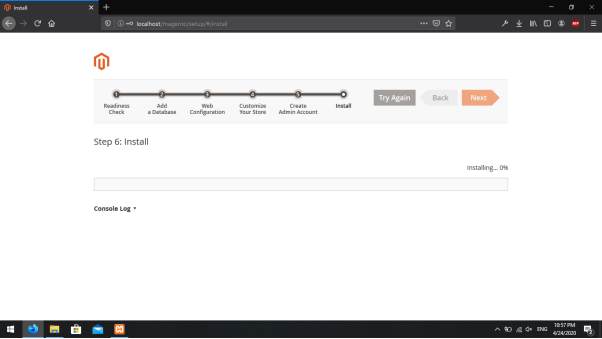 Install
localhost/magento/setup/#/install
1 2 3 4 5
Readiness Check
Add a Database
Web Configuration
Customize Your Store
Create Admin Account
Install
Try Again
Back
Next
Step 6: Install
Installing... 0%
Console Log
ENG
10:57 PM
4/24/2020